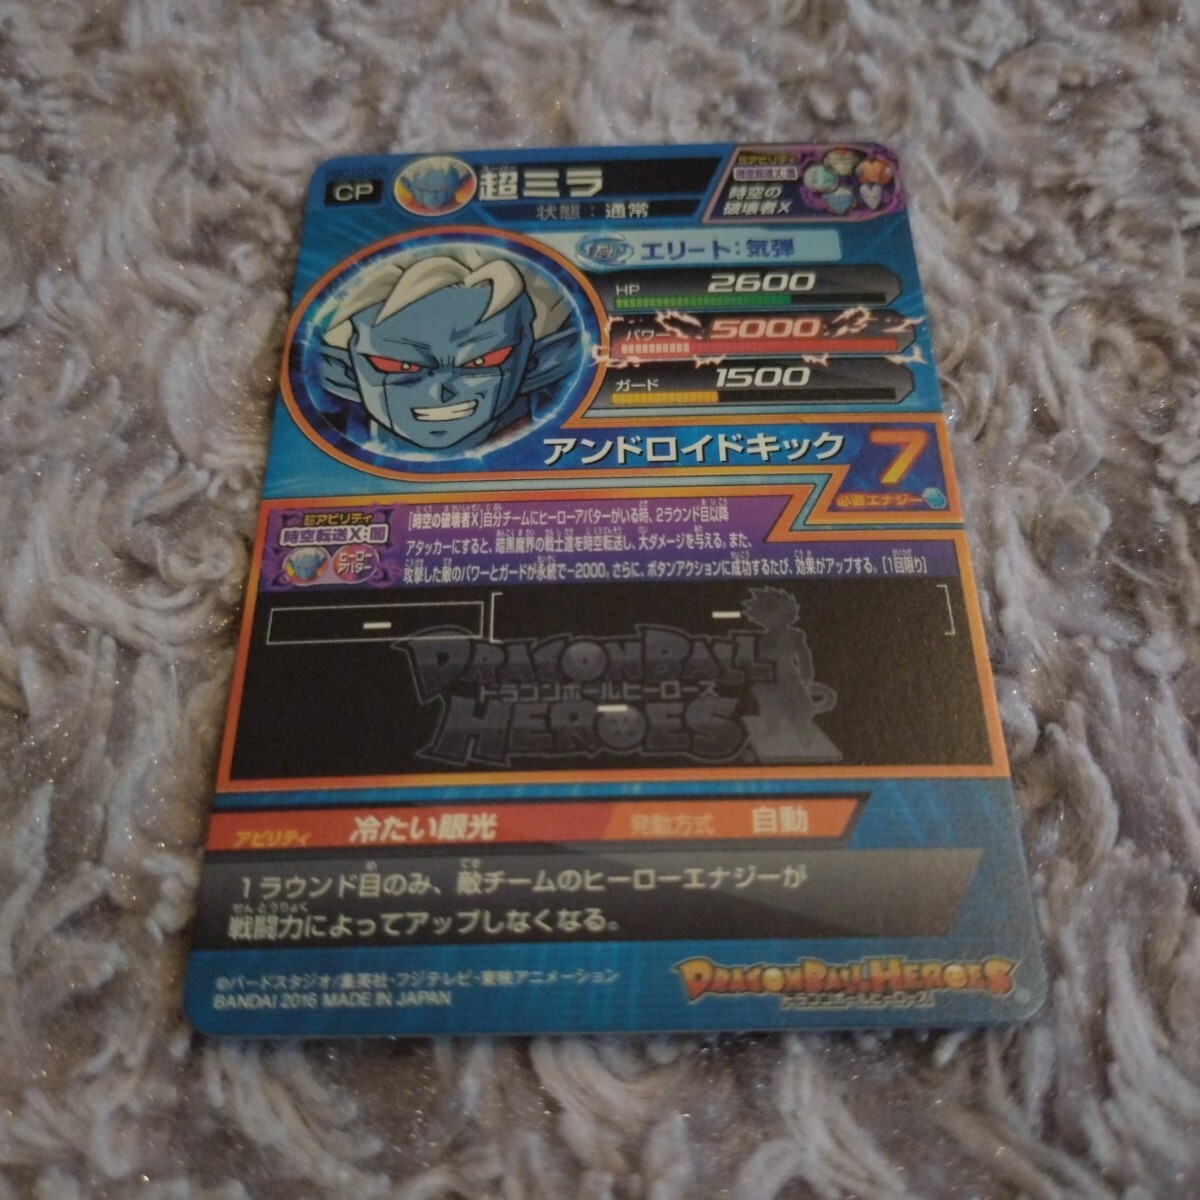 CP
超ミラ
状態：通常
超アビリティ
時空転送X:闇
時空の
破壊者X
エリート：気弾
HP 2600
パワー 5000
ガード 1500
アンドロイドキック 7
必要エナジー
超アビリティ
時空転送X:闇
ヒーロー
アバター
[時空の破壊者X]自分チームにヒーローアバターがいる時、2ラウンド目以降
アタッカーにすると、暗黒魔界の戦士達を時空転送し、大ダメージを与える。また、
攻撃した敵のパワーとガードが永続で-2000。さらに、ボタンアクションに成功するたび、効果がアップする。[1回限り]
ー
ー
ー
DRAGON BALL
ドラゴンボールヒーローズ
HEROES
アビリティ 冷たい眼光 発動方式 自動
1ラウンド目のみ、敵チームのヒーローエナジーが
戦闘力によってアップしなくなる。
©バードスタジオ/集英社・フジテレビ・東映アニメーション
BANDAI 2016 MADE IN JAPAN
DRAGON BALL HEROES
ドラゴンボールヒーローズ